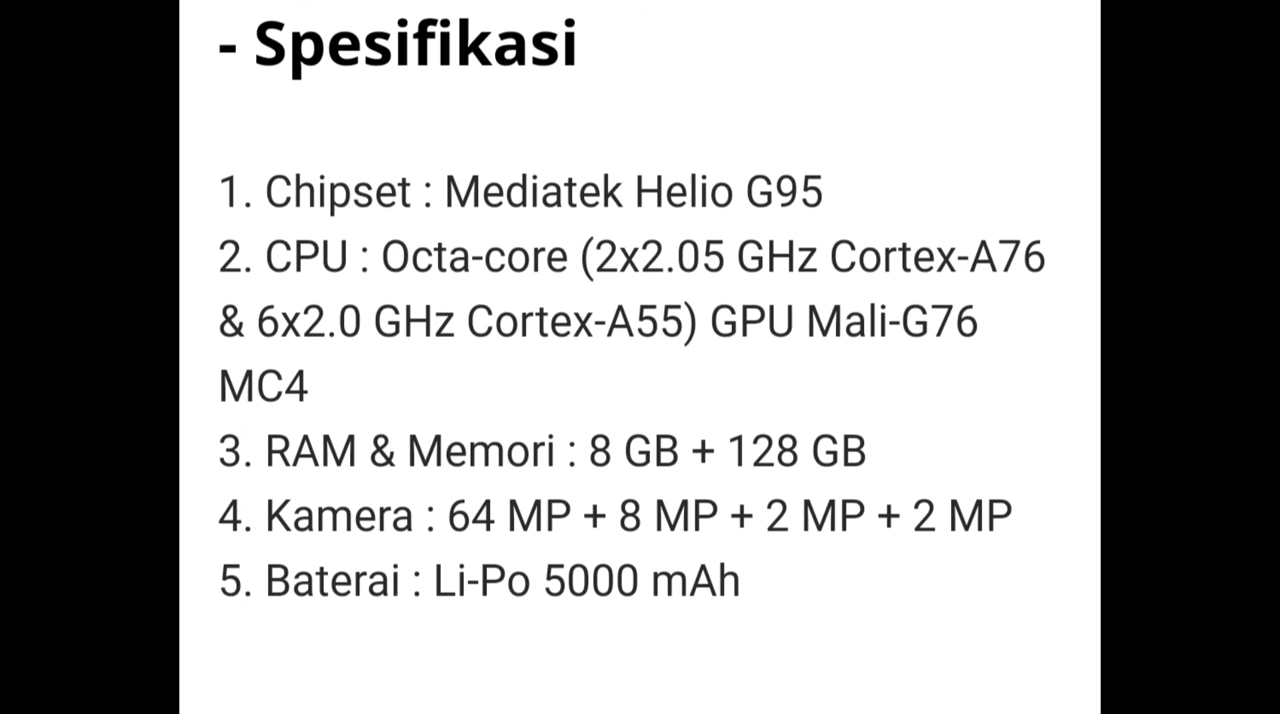 - Spesifikasi
1. Chipset : Mediatek Helio G95
2. CPU : Octa-core (2x2.05 GHz Cortex-A76
& 6x2.0 GHz Cortex-A55) GPU Mali-G76
MC4
3. RAM & Memori : 8 GB + 128 GB
4. Kamera : 64 MP + 8 MP + 2 MP + 2 MP
5. Baterai : Li-Po 5000 mAh